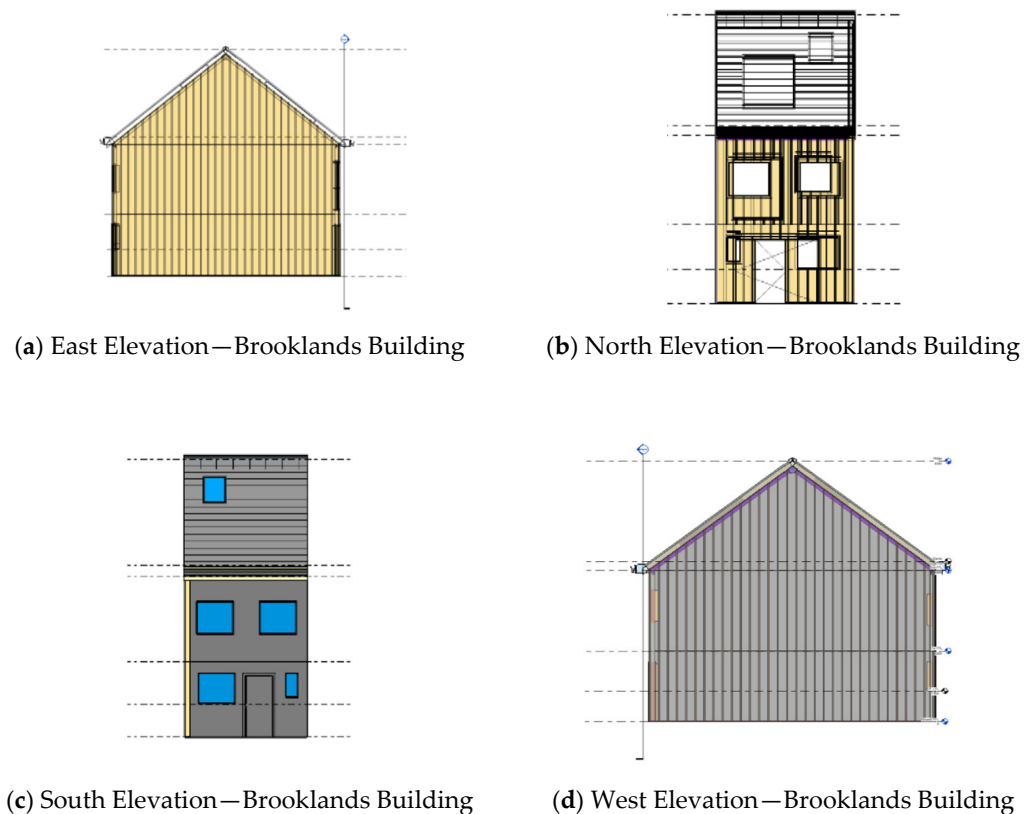 (a) East Elevation—Brooklands Building
(b) North Elevation—Brooklands Building
(c) South Elevation—Brooklands Building
(d) West Elevation—Brooklands Building